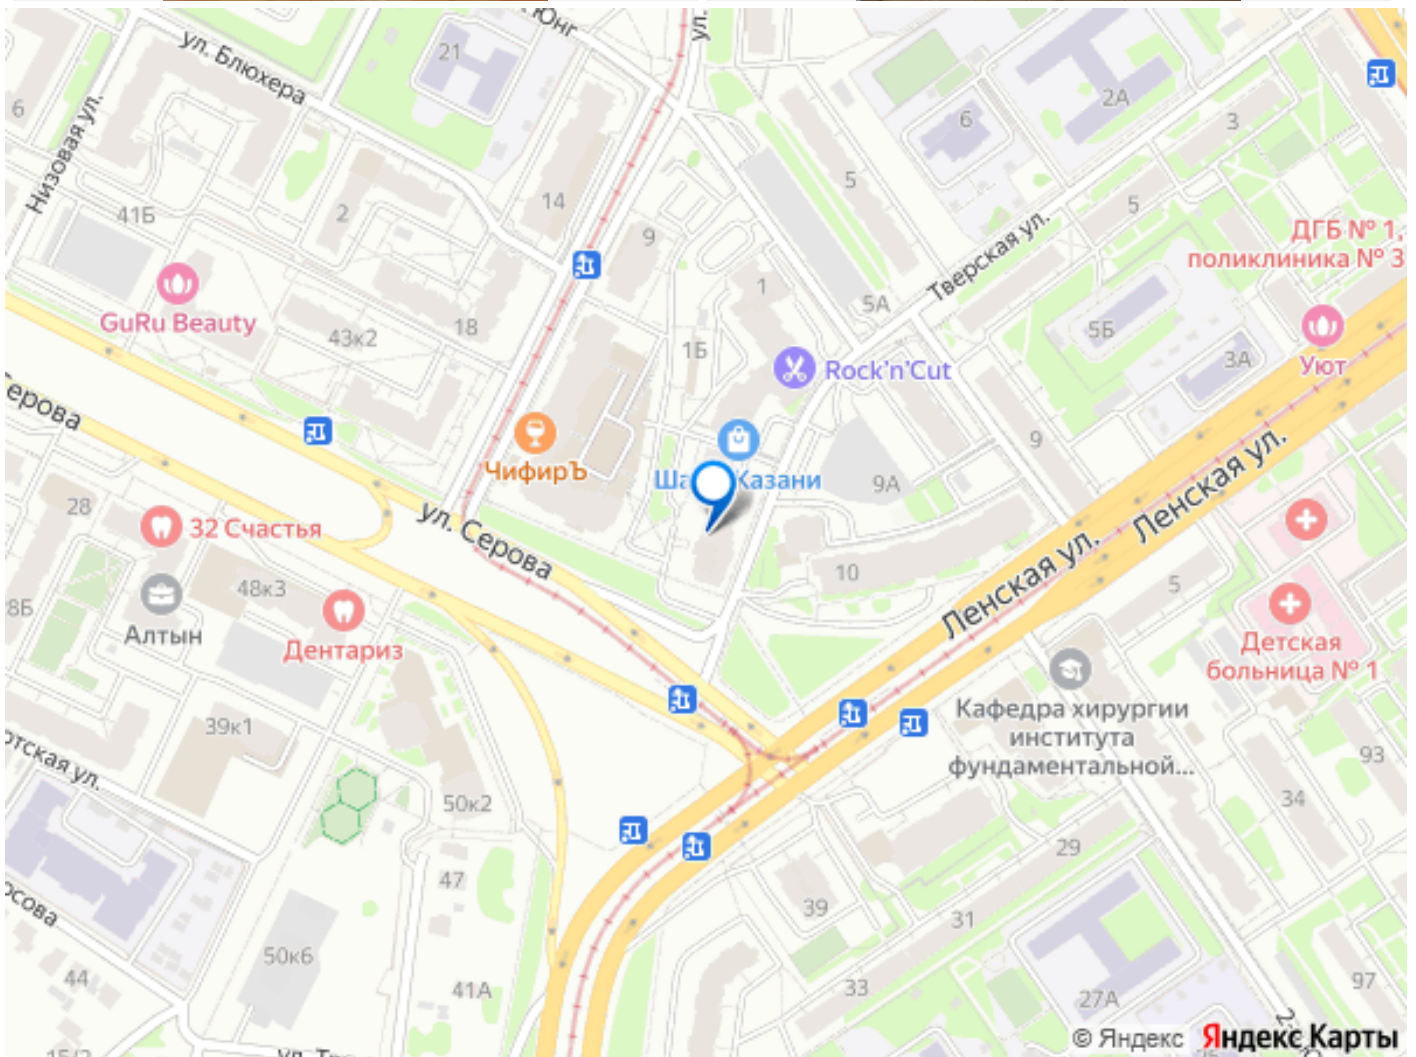 Юнг
ул.
ул. Блюхера
21
6
2А
6
3
Низовая ул.
41Б
2
14
5
5
9
Тверская ул.
ДГБ № 1,
поликлиника № 3
GuRu Beauty
43к2
18
1
5А
1Б
5Б
3А
Уют
Rock'n'Cut
ЧифирЪ
Казани
9А
9
Ленская ул.
28
32 Счастья
ул. Серова
48к3
Алтын
Дентариз
10
Ленская ул.
5
Детская
больница № 1
39к1
50к2
Кафедра хирургии
института
фундаментальной...
93
34
47
29
39
31
50к6
44
41А
33
27А
97
© Яндекс Яндекс Карты